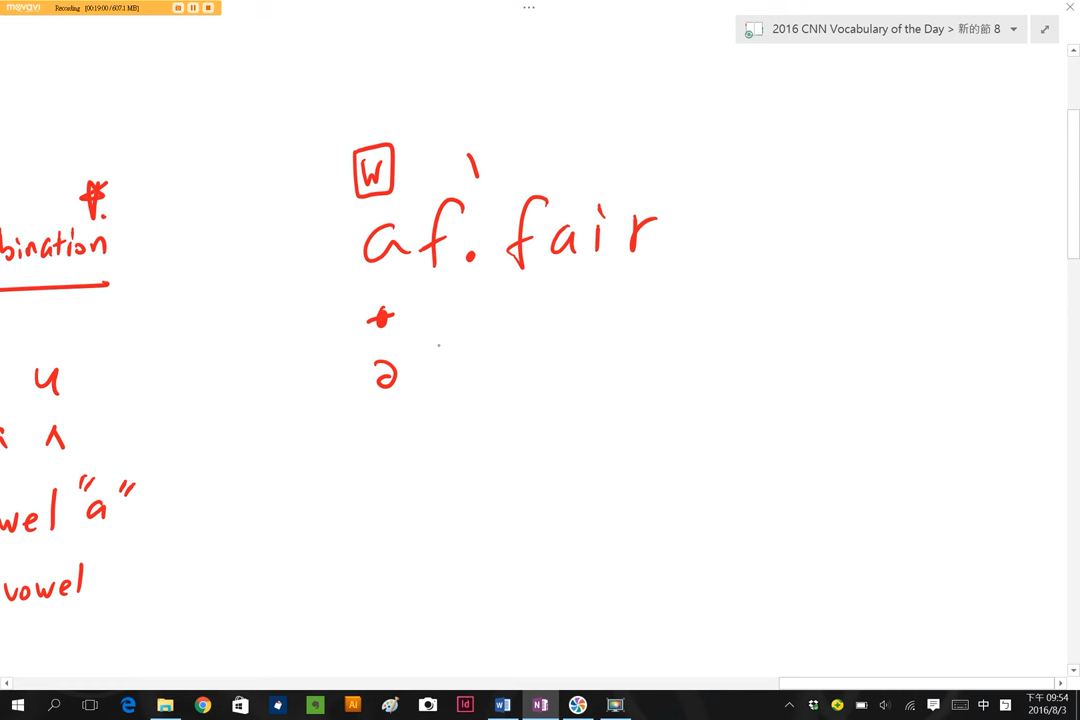 movavi Recording [00:19:00 / 607.1 MB]
2016 CNN Vocabulary of the Day > 新的節 8
w
af.fair
bination
ə
u
ʌ
wel "a"
vowel
中
下午 09:54
2016/8/3